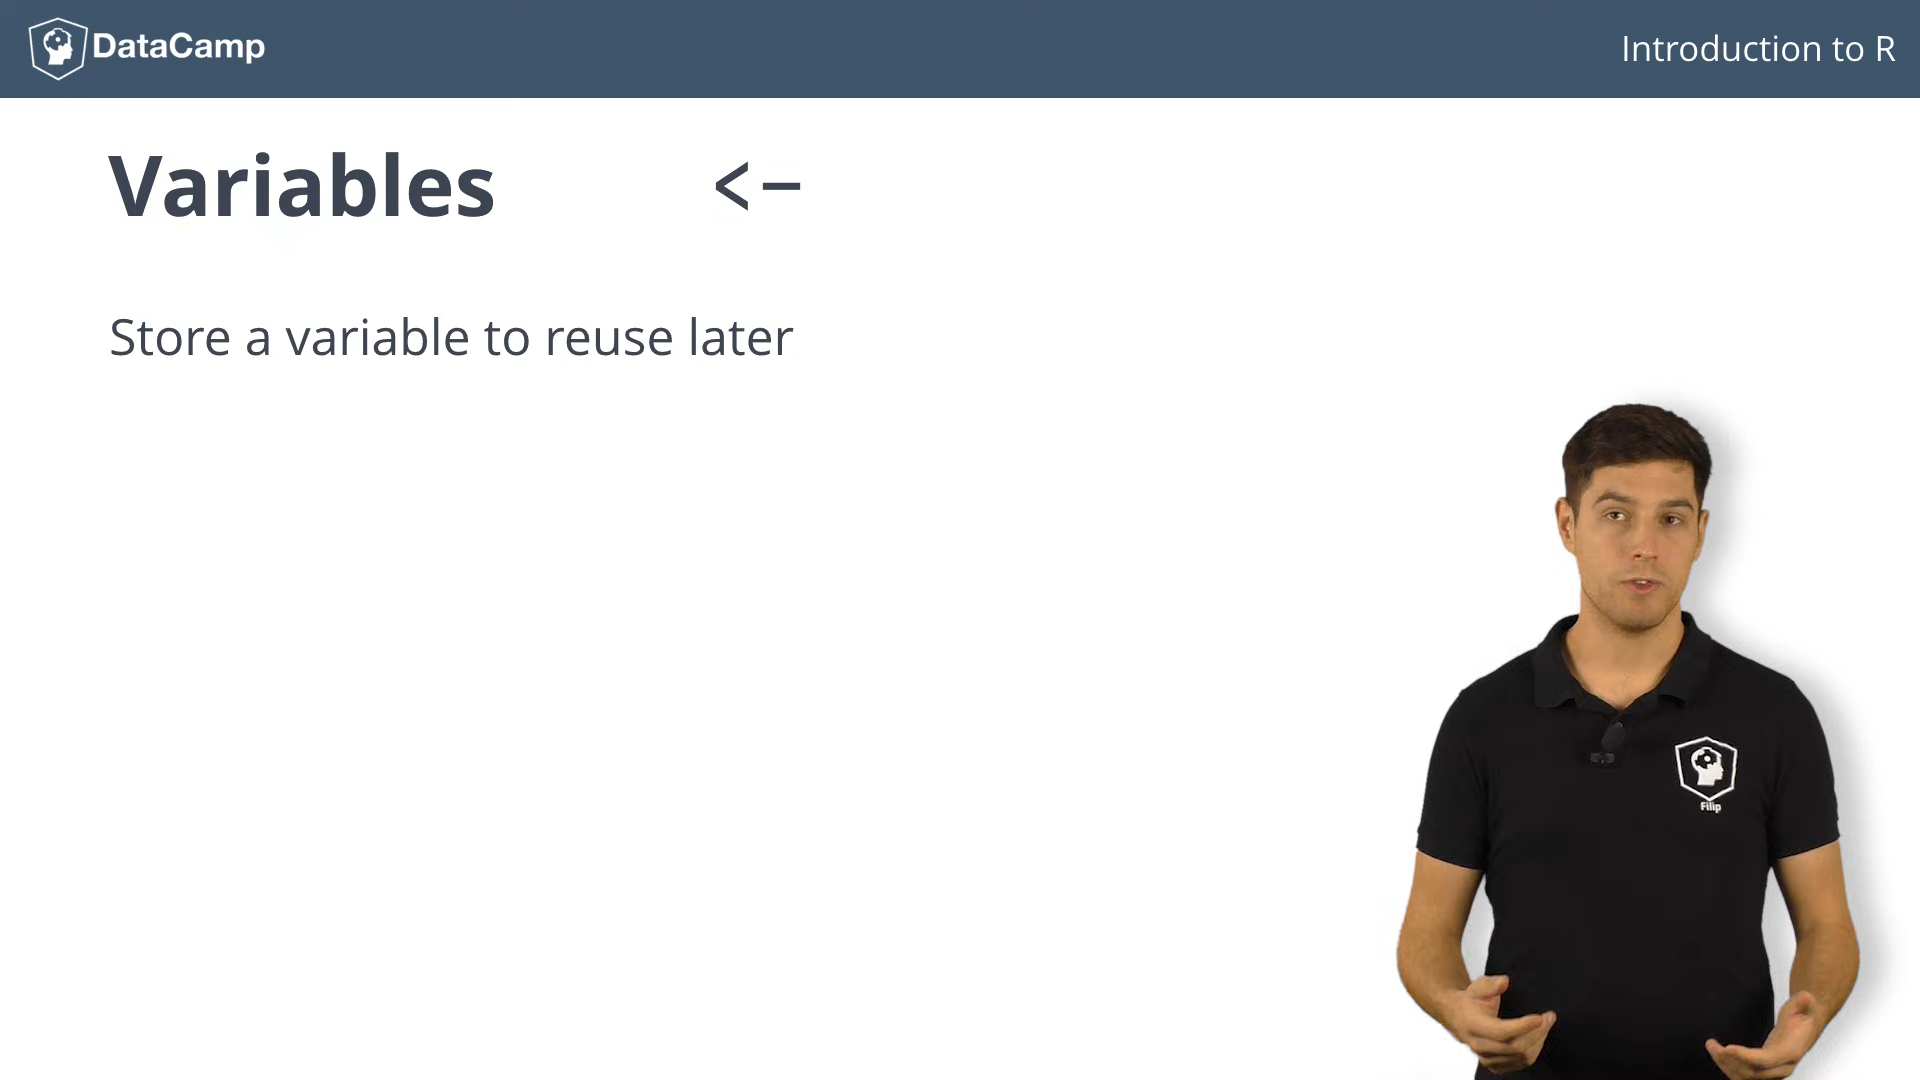 DataCamp
Introduction to R
Variables <-
Store a variable to reuse later
Filip